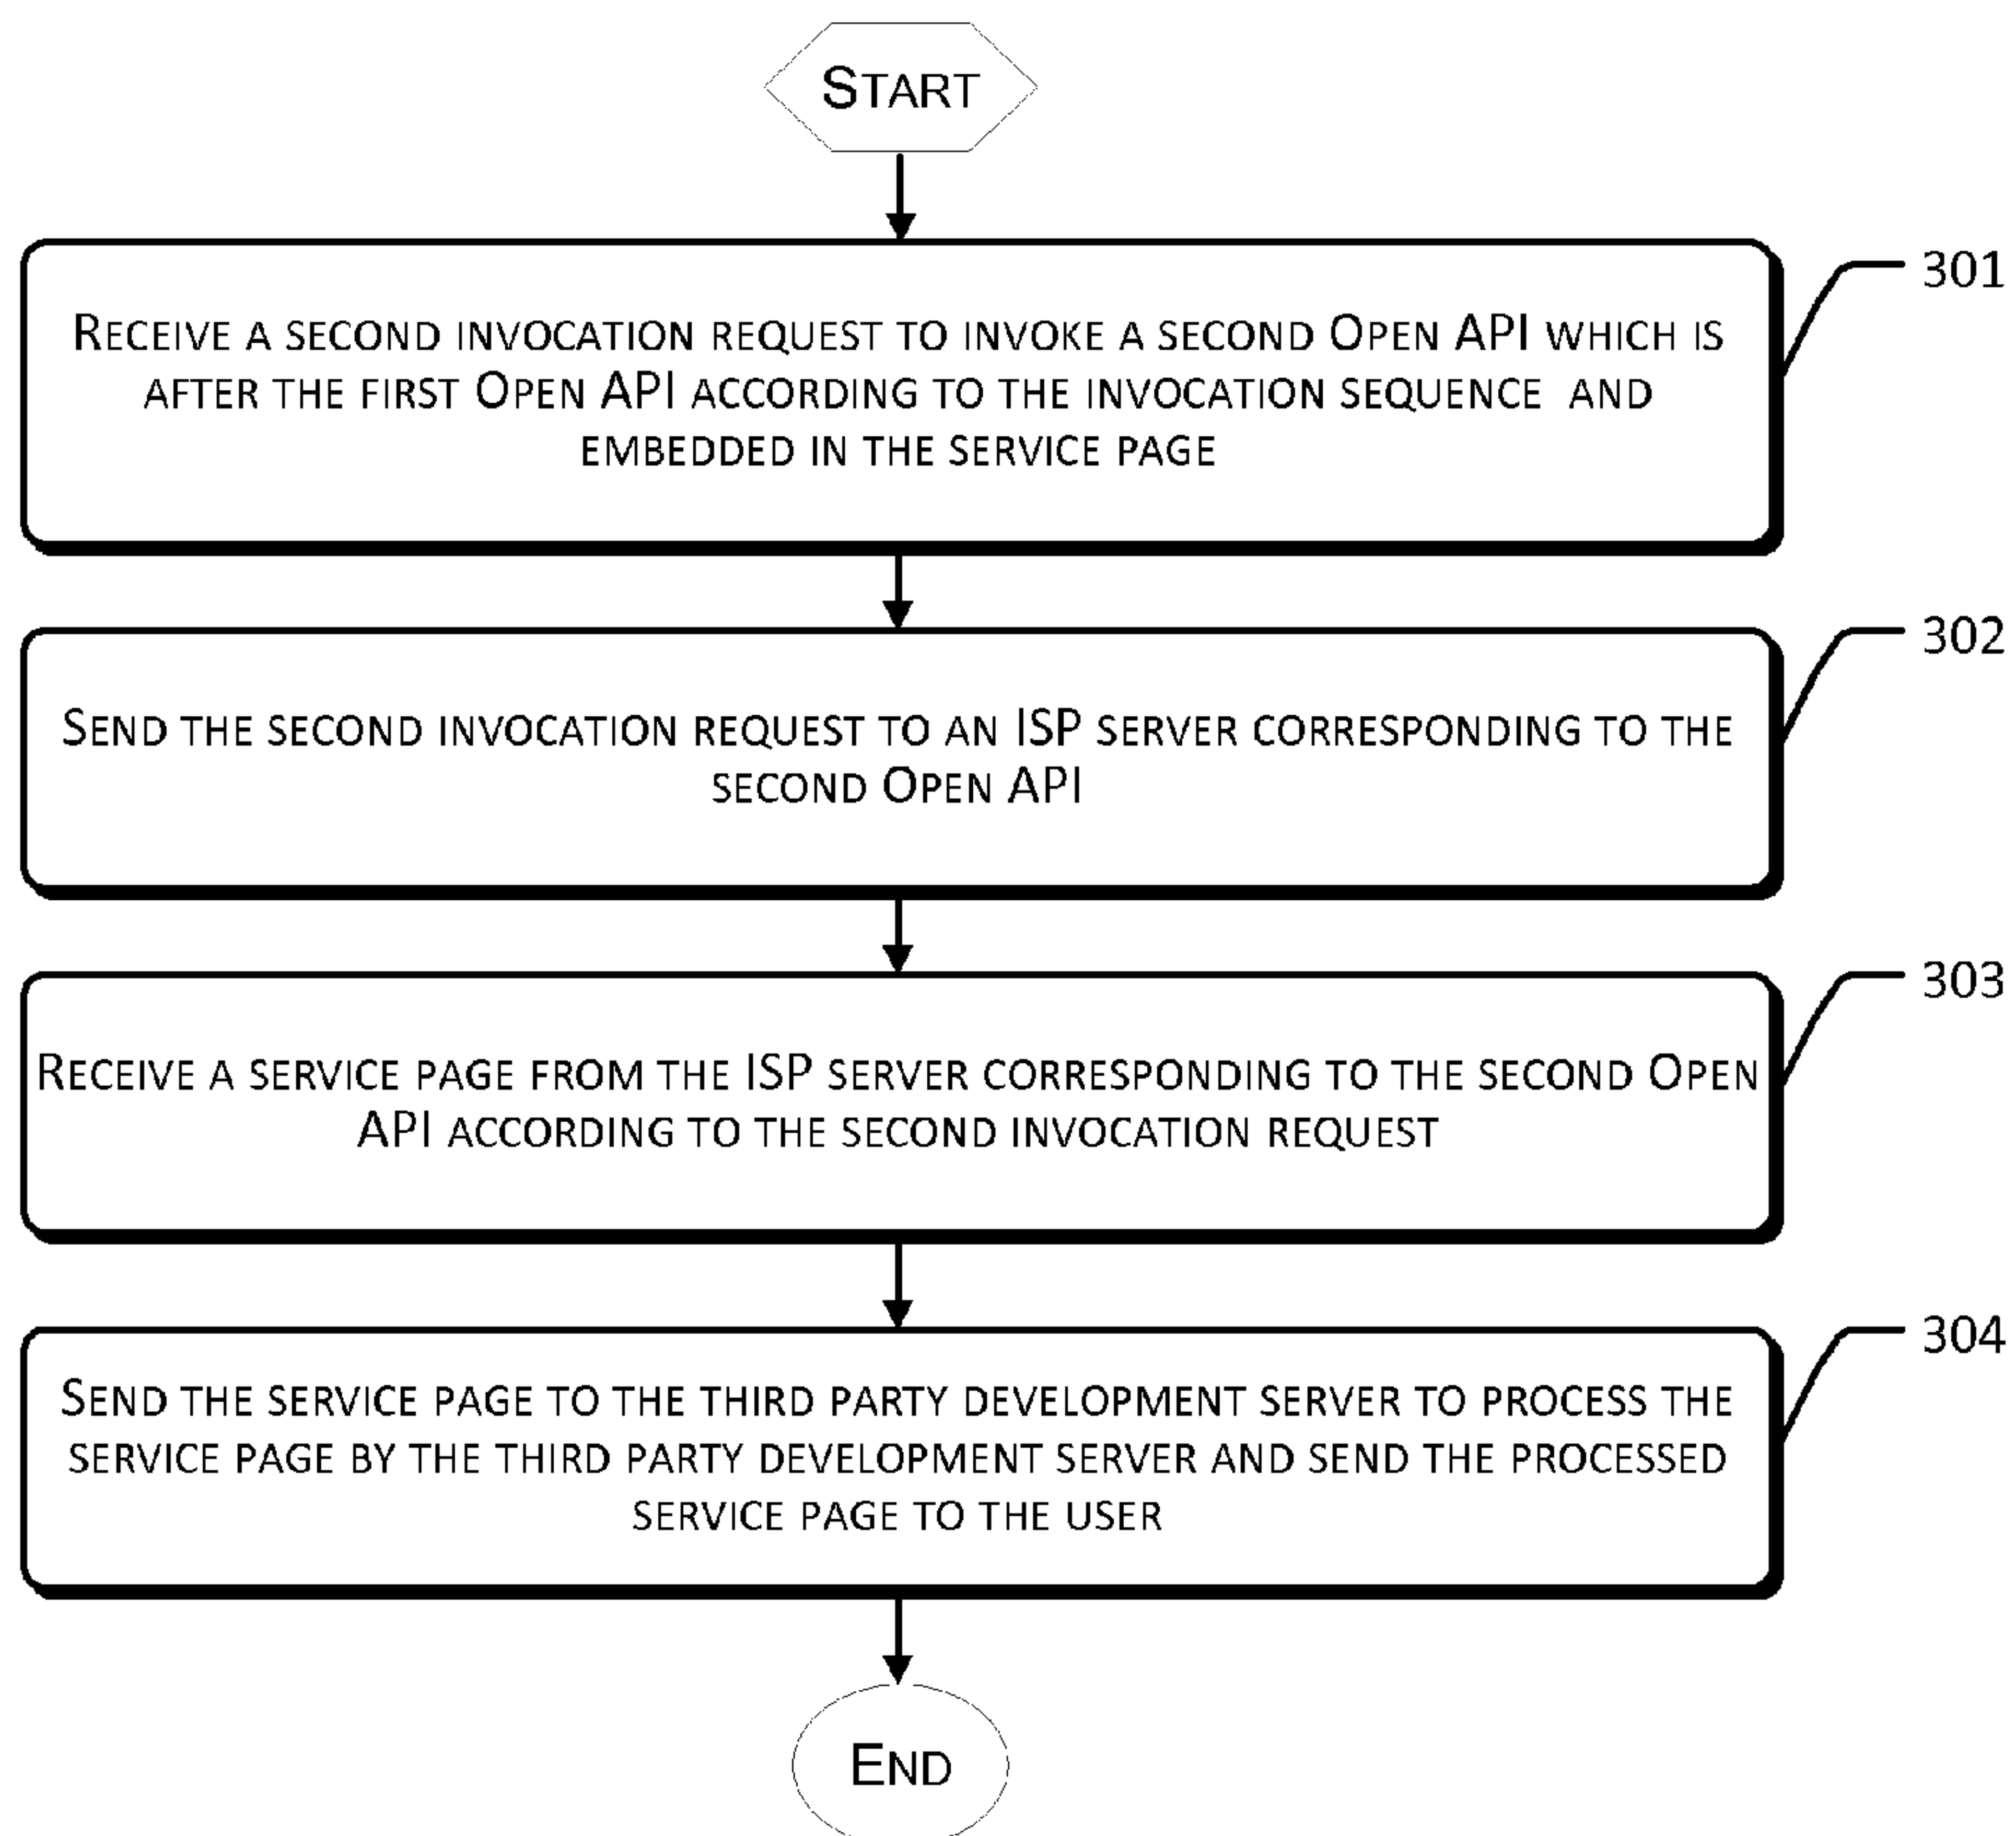 START
301
RECEIVE A SECOND INVOCATION REQUEST TO INVOKE A SECOND OPEN API WHICH IS
AFTER THE FIRST OPEN API ACCORDING TO THE INVOCATION SEQUENCE AND
EMBEDDED IN THE SERVICE PAGE
302
SEND THE SECOND INVOCATION REQUEST TO AN ISP SERVER CORRESPONDING TO THE
SECOND OPEN API
303
RECEIVE A SERVICE PAGE FROM THE ISP SERVER CORRESPONDING TO THE SECOND OPEN
API ACCORDING TO THE SECOND INVOCATION REQUEST
304
SEND THE SERVICE PAGE TO THE THIRD PARTY DEVELOPMENT SERVER TO PROCESS THE
SERVICE PAGE BY THE THIRD PARTY DEVELOPMENT SERVER AND SEND THE PROCESSED
SERVICE PAGE TO THE USER
END